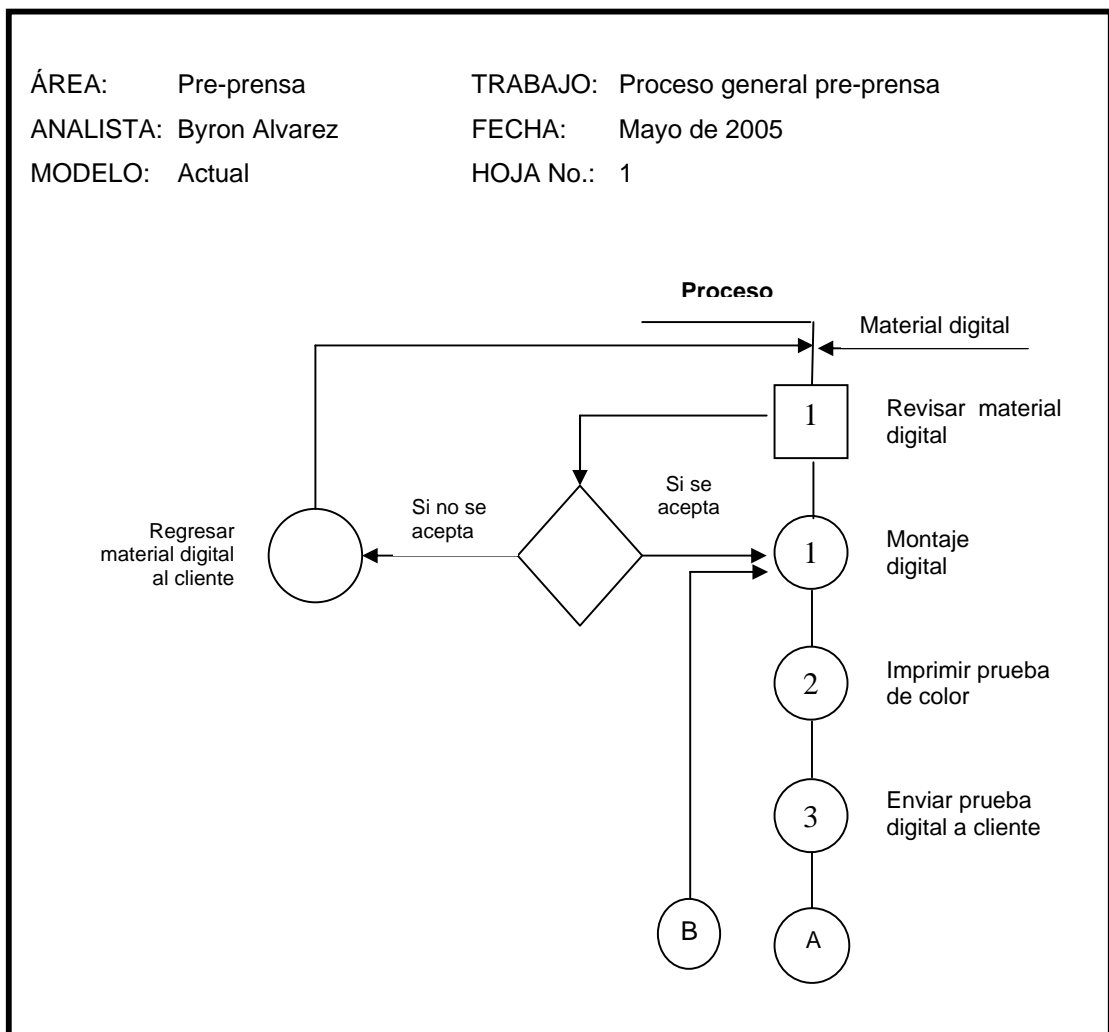 ÁREA: Pre-prensa TRABAJO: Proceso general pre-prensa
ANALISTA: Byron Alvarez FECHA: Mayo de 2005
MODELO: Actual HOJA No.: 1
Proceso
Material digital
1
Revisar material
digital
Si no se
acepta
Si se
acepta
Regresar
material digital
al cliente
1
Montaje
digital
2
Imprimir prueba
de color
3
Enviar prueba
digital a cliente
B
A